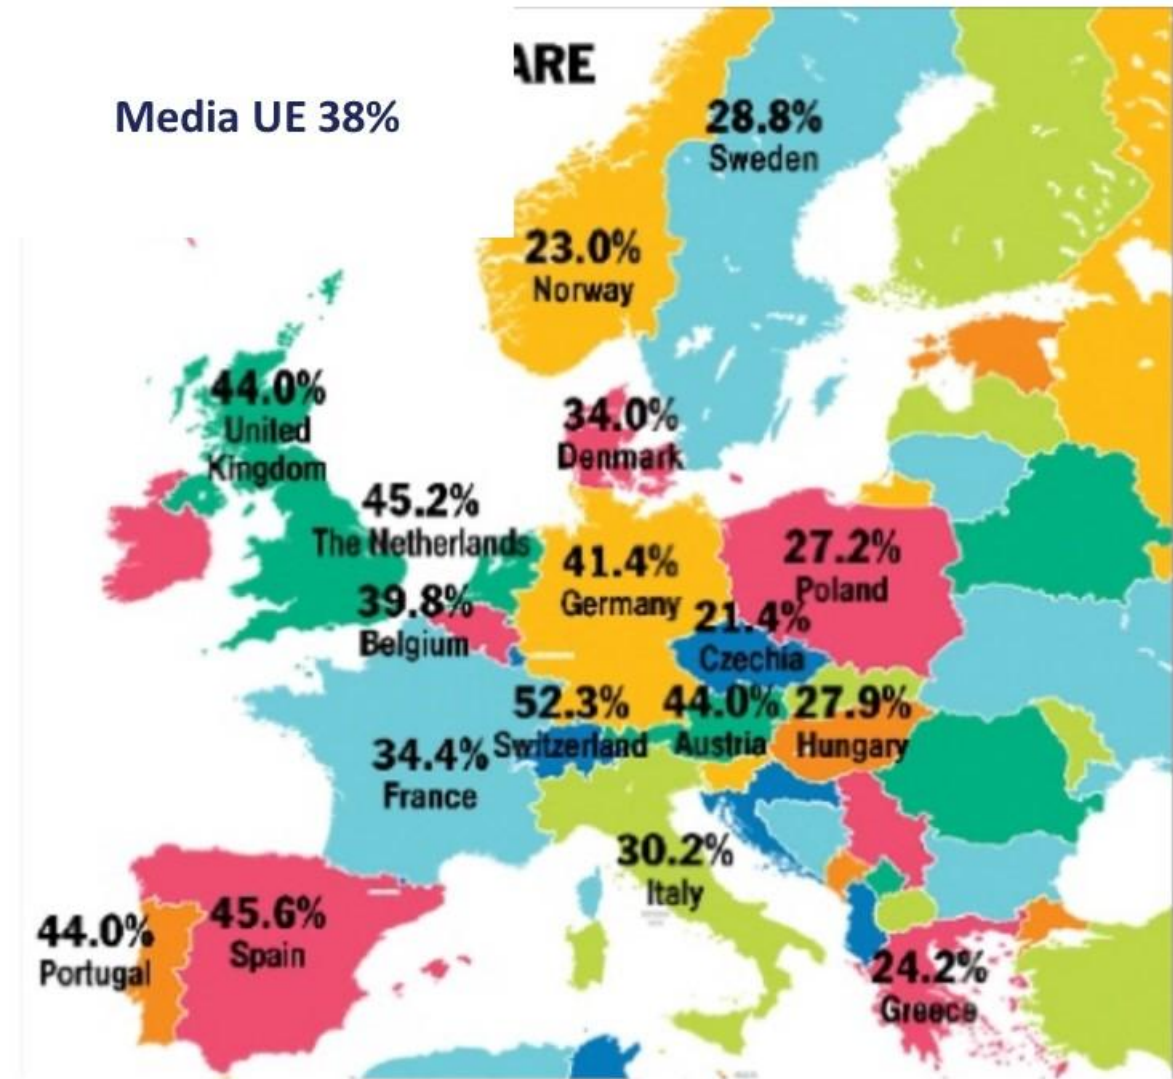 ARE
Media UE 38%
28.8%
Sweden
23.0%
Norway
44.0%
United
Kingdom
34.0%
Denmark
45.2%
The Netherlands
41.4%
Germany
27.2%
Poland
39.8%
Belgium
21.4%
Czechia
52.3%
Switzerland
44.0%
Austria
27.9%
Hungary
34.4%
France
30.2%
Italy
45.6%
Spain
44.0%
Portugal
24.2%
Greece